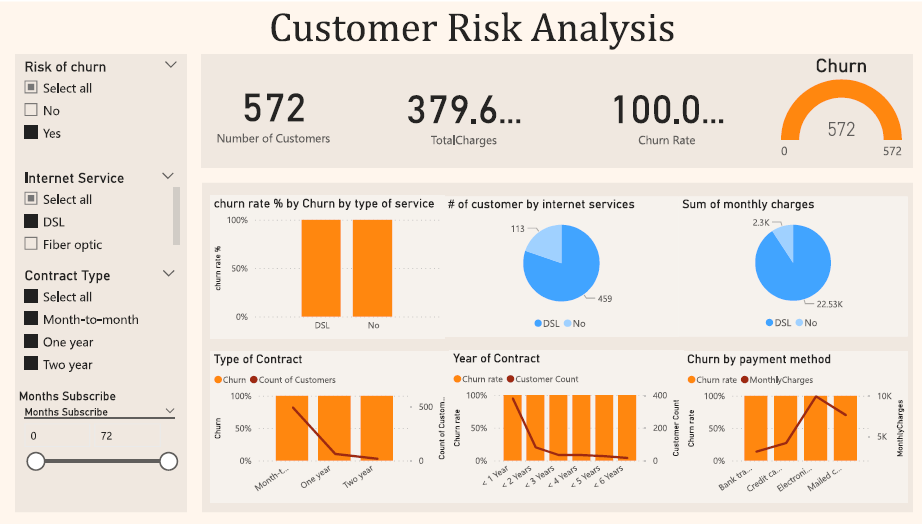 Customer Risk Analysis
Risk of churn
Select all
No
Yes
Internet Service
Select all
DSL
Fiber optic
Contract Type
Select all
Month-to-month
One year
Two year
Months Subscribe
Months Subscribe
0 72
572
Number of Customers
379.6...
TotalCharges
100.0...
Churn Rate
Churn
572
0 572
churn rate % by Churn by type of service
churn rate %
100%
50%
0%
DSL No
# of customer by internet services
113
459
DSL No
Sum of monthly charges
2.3K
22.53K
DSL No
Type of Contract
Churn Count of Customers
Churn
100%
50%
0%
500
0
Count of Custom...
Month-t... One year Two year
Year of Contract
Churn rate Customer Count
Churn rate
100%
50%
0%
400
200
0
Customer Count
< 1 Year < 2 Years < 3 Years < 4 Years < 5 Years < 6 Years
Churn by payment method
Churn rate MonthlyCharges
Churn rate
100%
50%
0%
10K
5K
MonthlyCharges
Bank tra... Credit ca... Electroni... Mailed c...